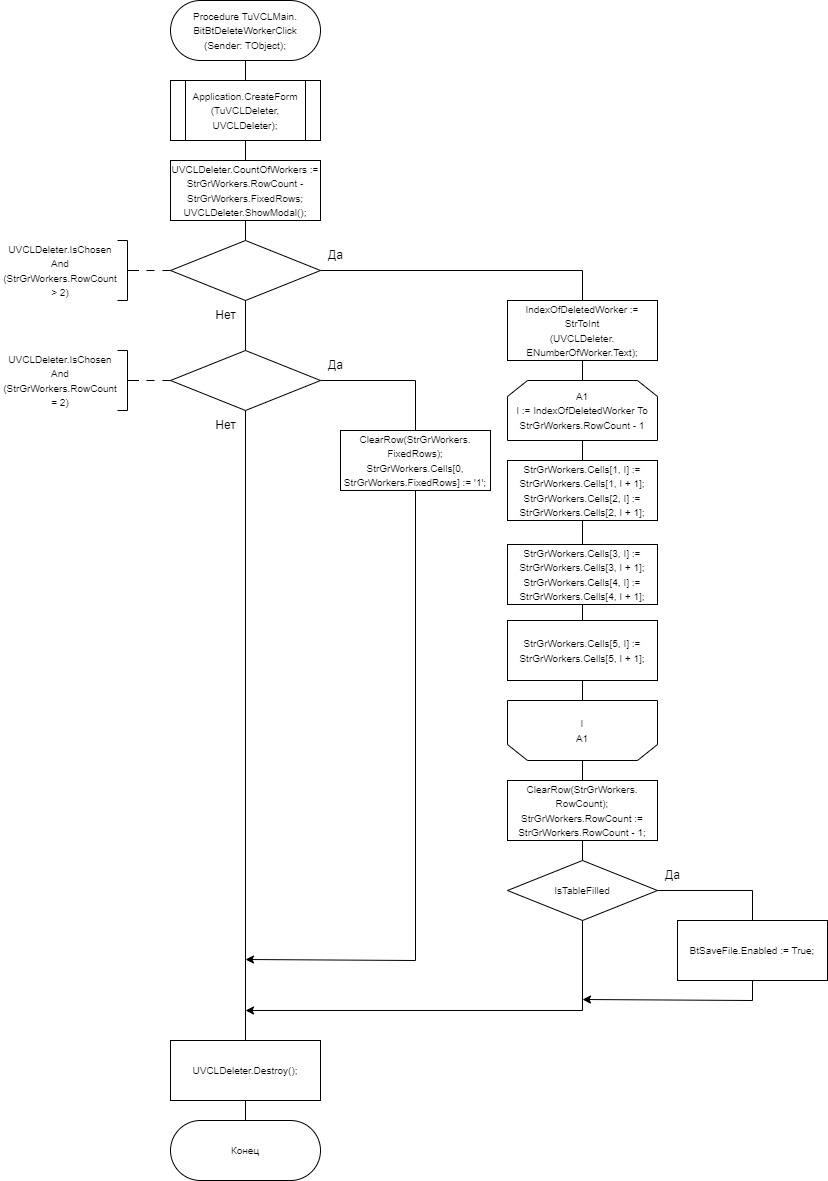 Procedure TuVCLMain.
BitBtDeleteWorkerClick
(Sender: TObject);
Application.CreateForm
(TuVCLDeleter,
UVCLDeleter);
UVCLDeleter.CountOfWorkers :=
StrGrWorkers.RowCount -
StrGrWorkers.FixedRows;
UVCLDeleter.ShowModal();
UVCLDeleter.IsChosen
And
(StrGrWorkers.RowCount
> 2)
Да
Нет
IndexOfDeletedWorker :=
StrToInt
(UVCLDeleter.
ENumberOfWorker.Text);
UVCLDeleter.IsChosen
And
(StrGrWorkers.RowCount
= 2)
Да
Нет
ClearRow(StrGrWorkers.
FixedRows);
StrGrWorkers.Cells[0,
StrGrWorkers.FixedRows] := '1';
A1
I := IndexOfDeletedWorker To
StrGrWorkers.RowCount - 1
StrGrWorkers.Cells[1, I] :=
StrGrWorkers.Cells[1, I + 1];
StrGrWorkers.Cells[2, I] :=
StrGrWorkers.Cells[2, I + 1];
StrGrWorkers.Cells[3, I] :=
StrGrWorkers.Cells[3, I + 1];
StrGrWorkers.Cells[4, I] :=
StrGrWorkers.Cells[4, I + 1];
StrGrWorkers.Cells[5, I] :=
StrGrWorkers.Cells[5, I + 1];
I
A1
ClearRow(StrGrWorkers.
RowCount);
StrGrWorkers.RowCount :=
StrGrWorkers.RowCount - 1;
IsTableFilled
Да
BtSaveFile.Enabled := True;
UVCLDeleter.Destroy();
Конец